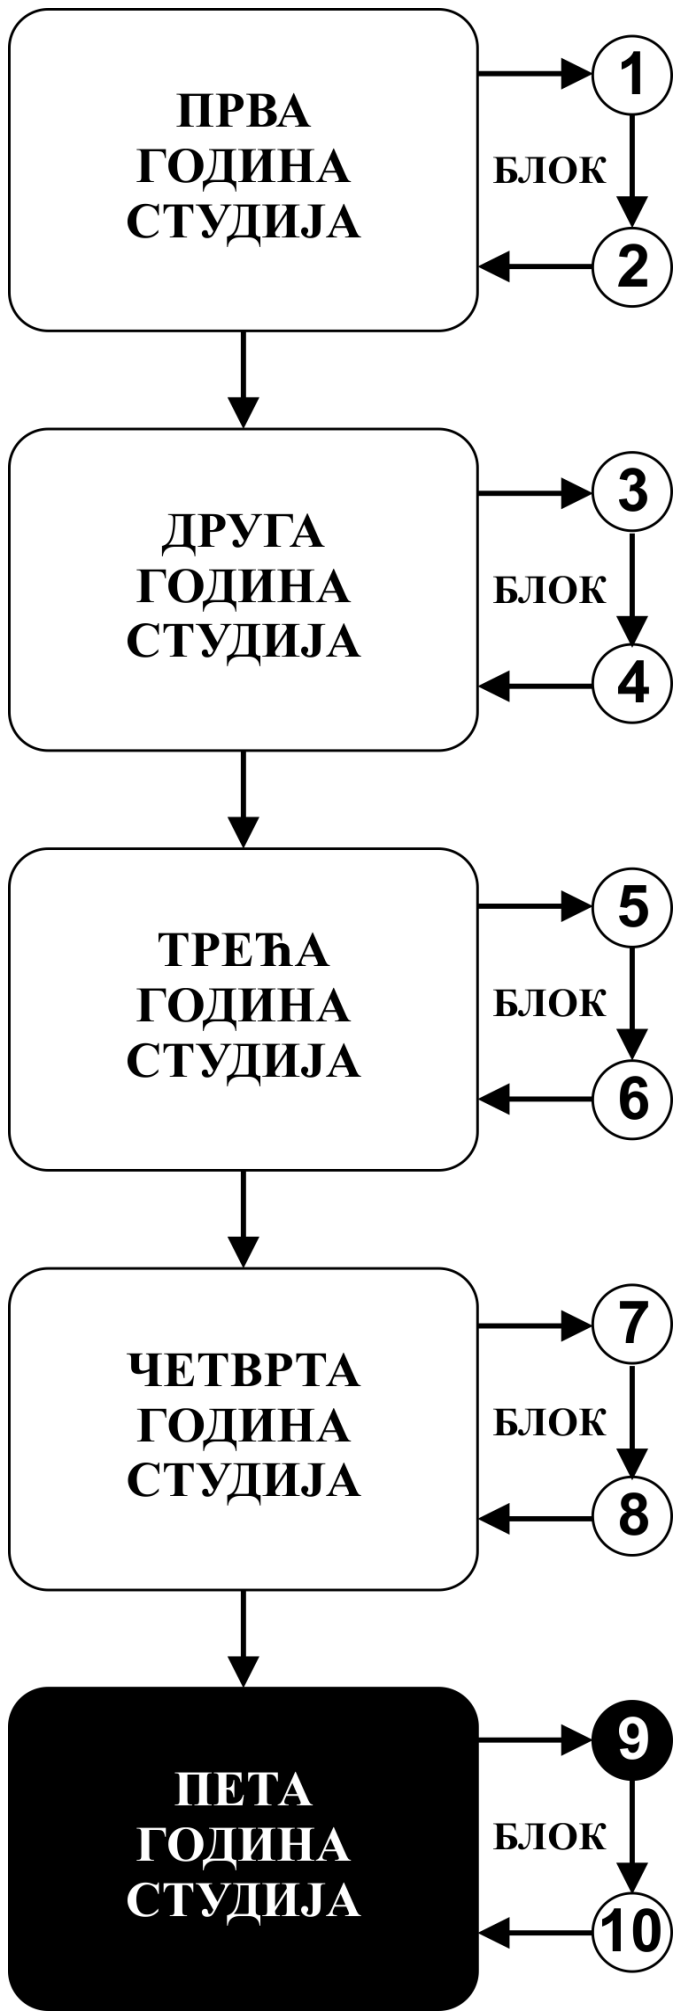 ПРВА
ГОДИНА
СТУДИЈА
1
БЛОК
2
ДРУГА
ГОДИНА
СТУДИЈА
3
БЛОК
4
ТРЕЋА
ГОДИНА
СТУДИЈА
5
БЛОК
6
ЧЕТВРТА
ГОДИНА
СТУДИЈА
7
БЛОК
8
ПЕТА
ГОДИНА
СТУДИЈА
9
БЛОК
10